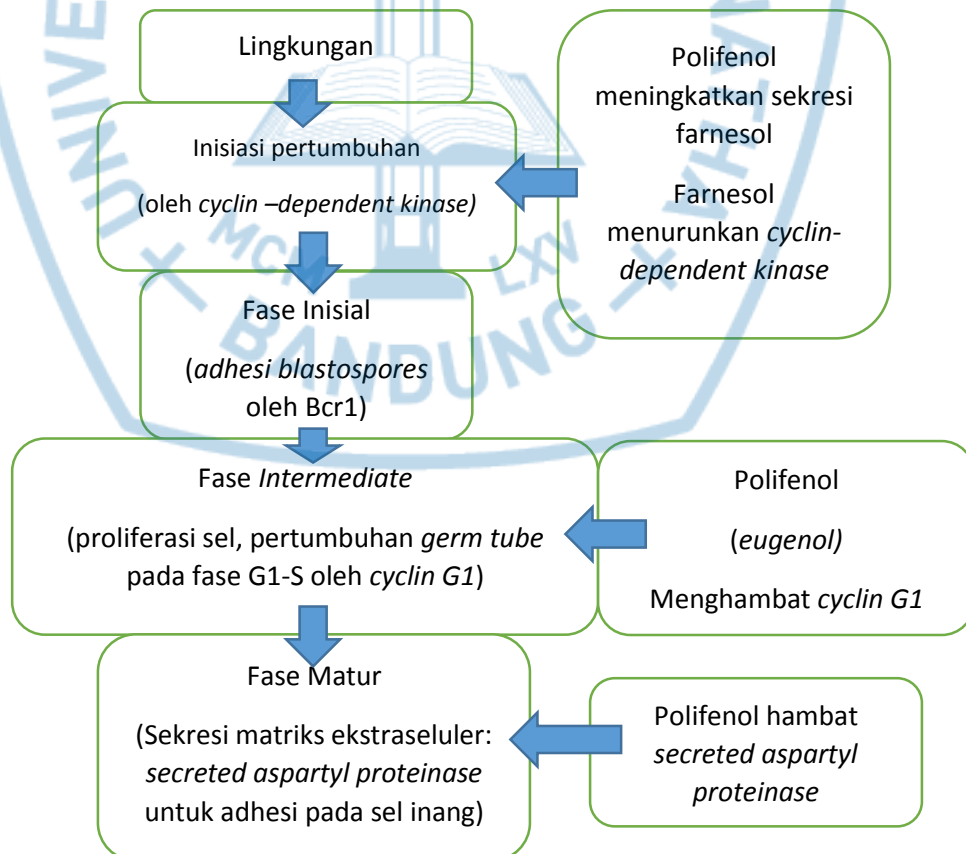 Lingkungan
Inisiasi pertumbuhan
(oleh cyclin –dependent kinase)
Polifenol
meningkatkan sekresi
farnesol
Farnesol
menurunkan cyclin-
dependent kinase
Fase Inisial
(adhesi blastospores
oleh Bcr1)
Fase Intermediate
(proliferasi sel, pertumbuhan germ tube
pada fase G1-S oleh cyclin G1)
Polifenol
(eugenol)
Menghambat cyclin G1
Fase Matur
(Sekresi matriks ekstraseluler:
secreted aspartyl proteinase
untuk adhesi pada sel inang)
Polifenol hambat
secreted aspartyl
proteinase
BANDUNG
LXV